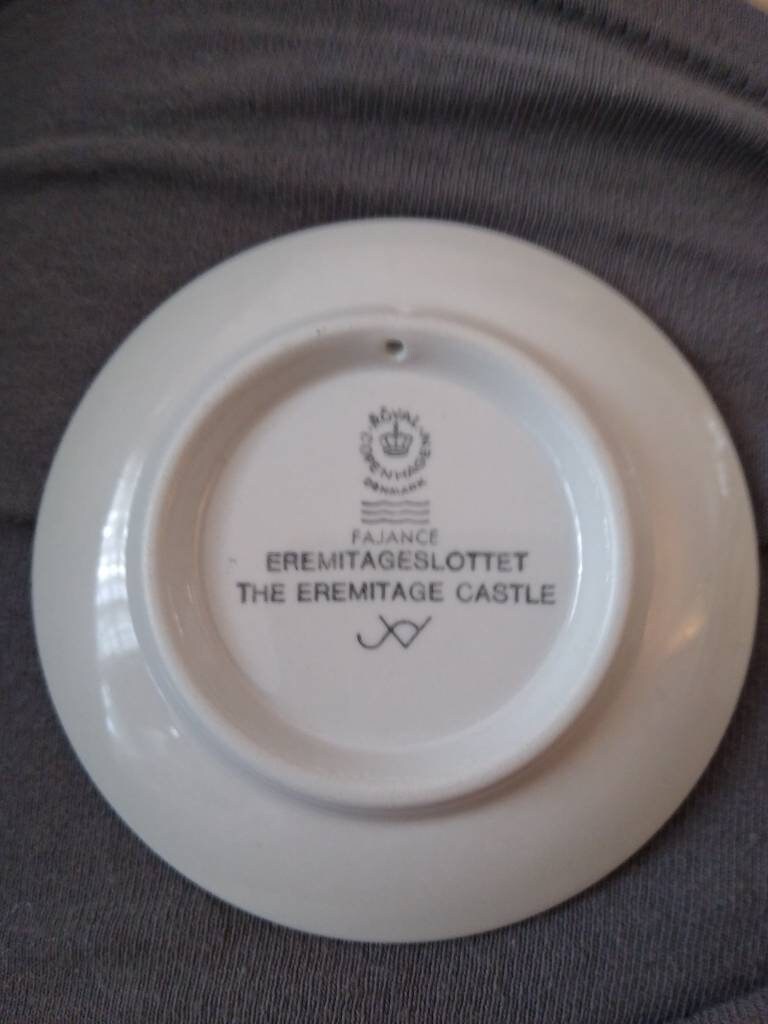 ROYAL
COPENHAGEN
DENMARK
FAJANCE
EREMITAGESLOTTET
THE EREMITAGE CASTLE